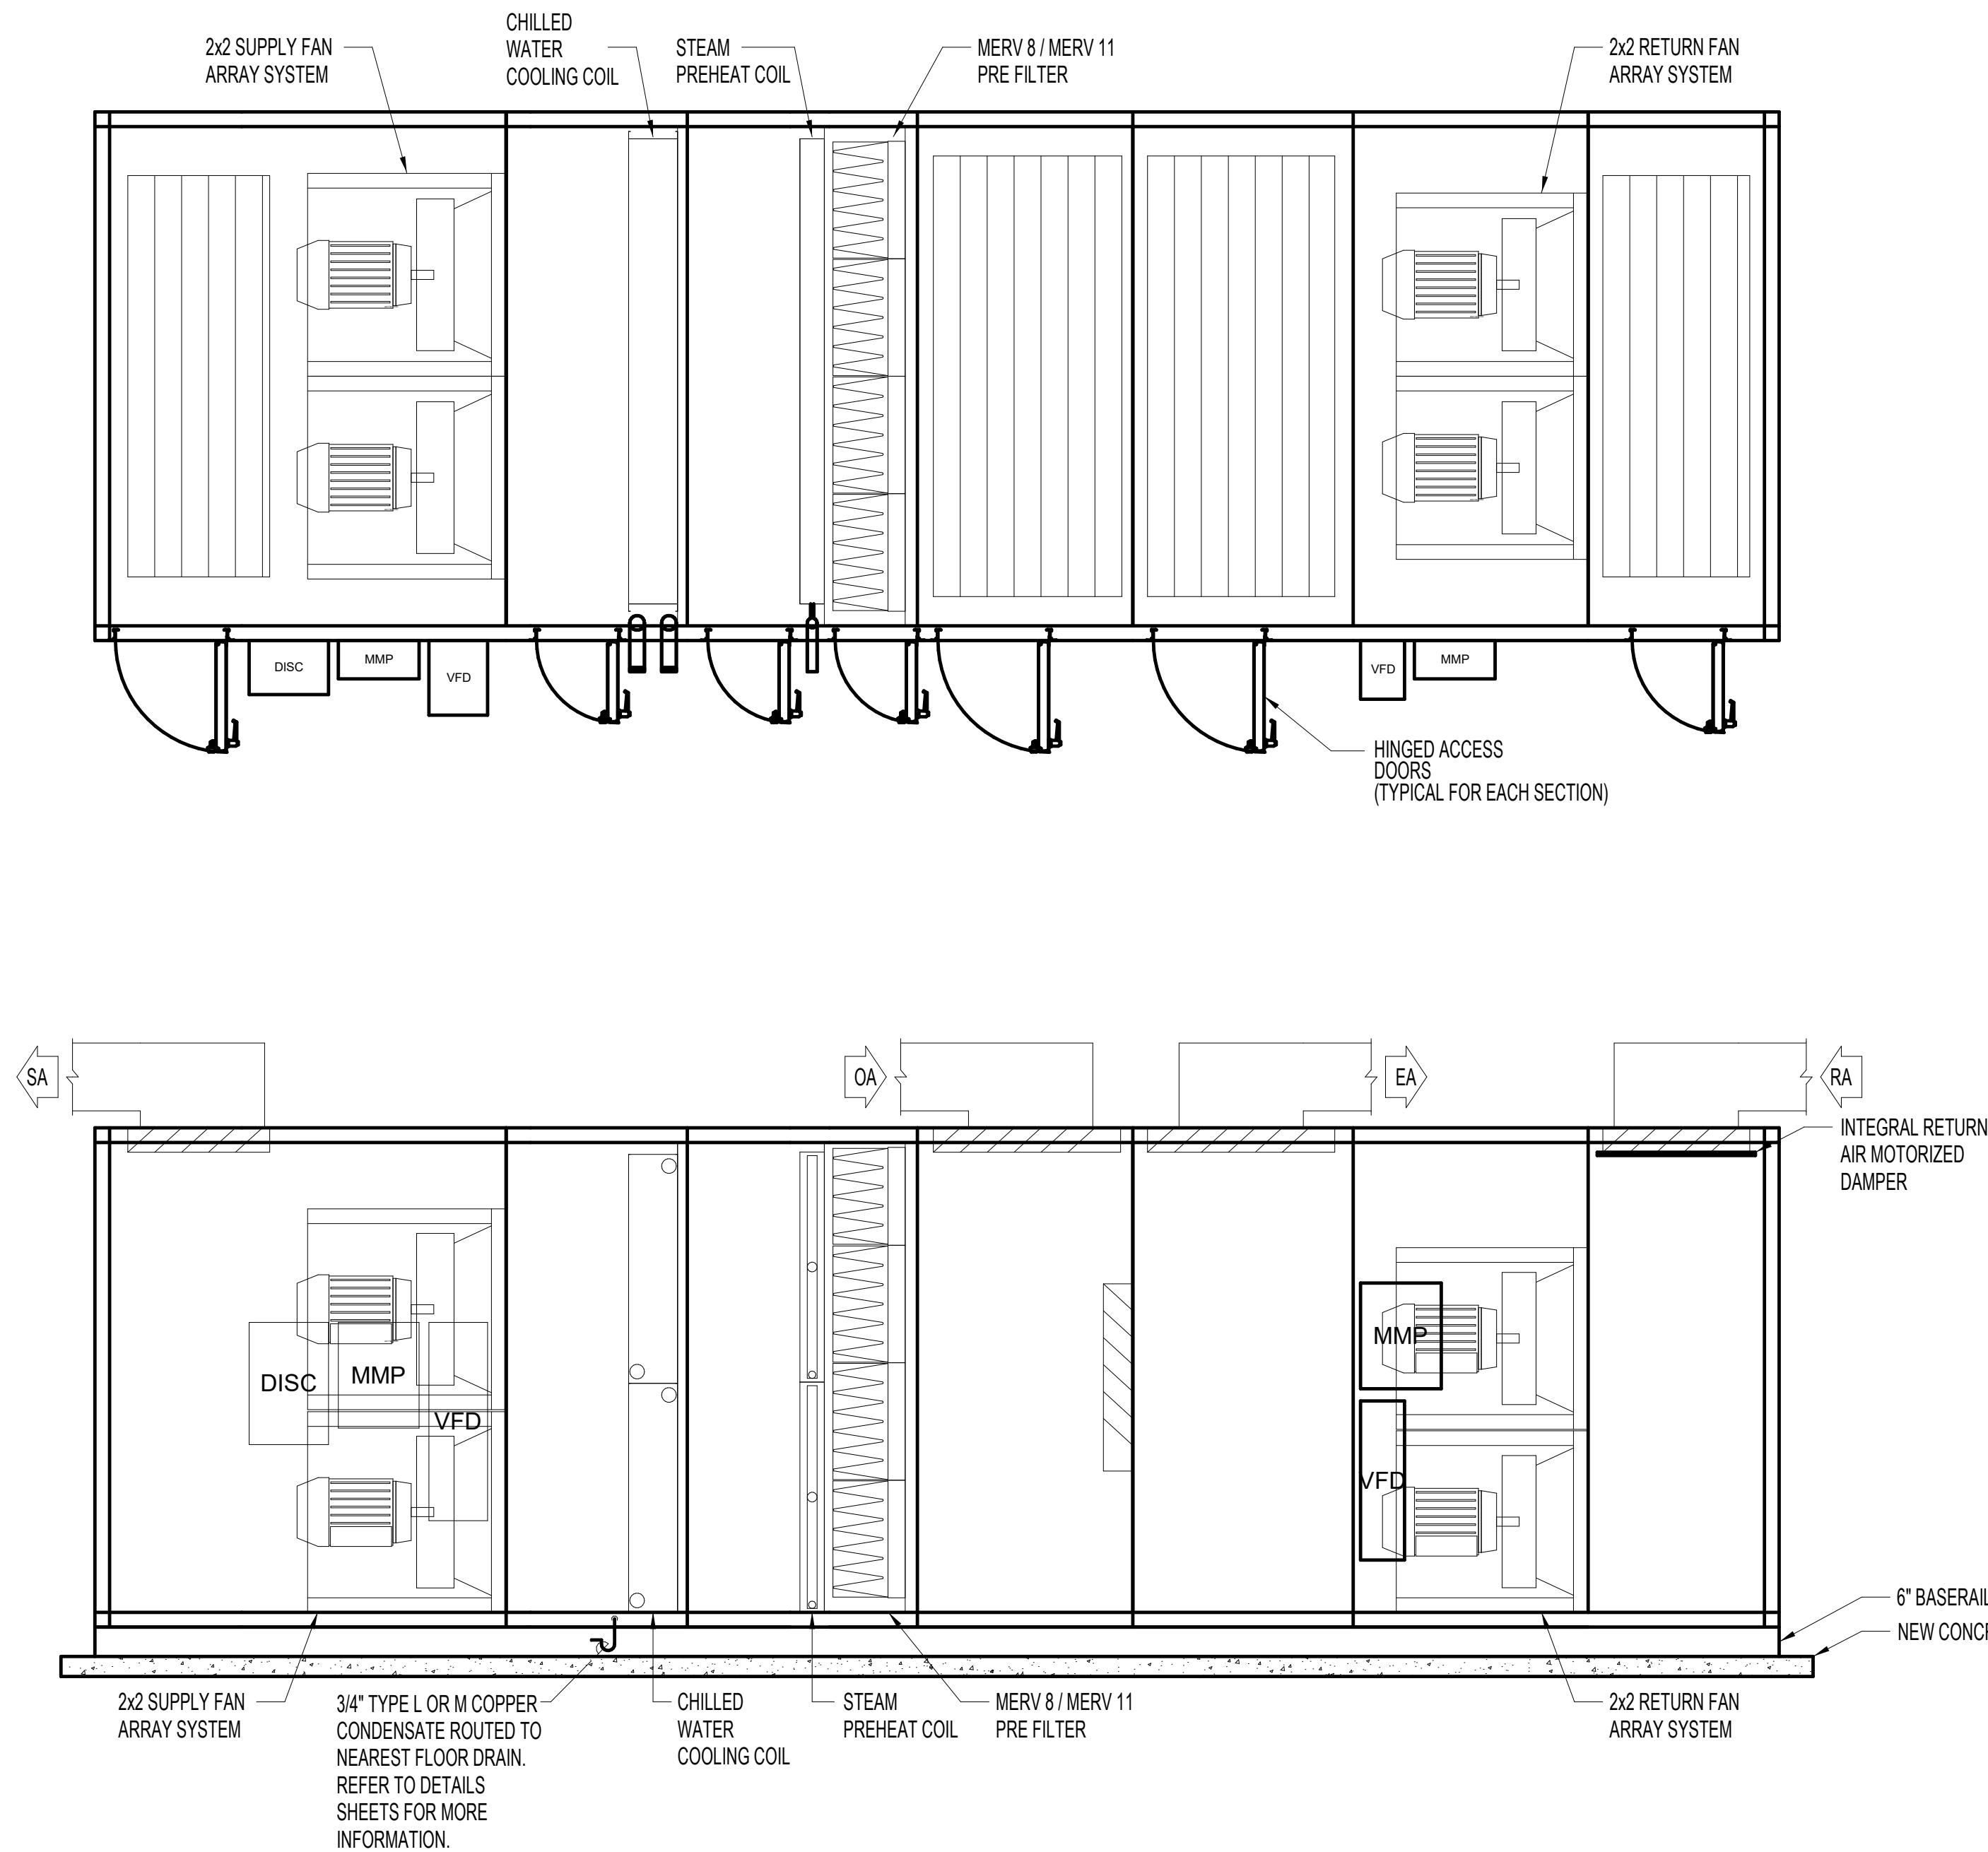 2x2 SUPPLY FAN
ARRAY SYSTEM
CHILLED
WATER
COOLING COIL
STEAM
PREHEAT COIL
MERV 8 / MERV 11
PRE FILTER
2x2 RETURN FAN
ARRAY SYSTEM
DISC
MMP
VFD
VFD
MMP
HINGED ACCESS
DOORS
(TYPICAL FOR EACH SECTION)
SA
OA
EA
RA
INTEGRAL RETURN
AIR MOTORIZED
DAMPER
DISC
MMP
VFD
MMP
VFD
6" BASERAIL
NEW CONC
2x2 SUPPLY FAN
ARRAY SYSTEM
3/4" TYPE L OR M COPPER
CONDENSATE ROUTED TO
NEAREST FLOOR DRAIN.
REFER TO DETAILS
SHEETS FOR MORE
INFORMATION.
CHILLED
WATER
COOLING COIL
STEAM
PREHEAT COIL
MERV 8 / MERV 11
PRE FILTER
2x2 RETURN FAN
ARRAY SYSTEM